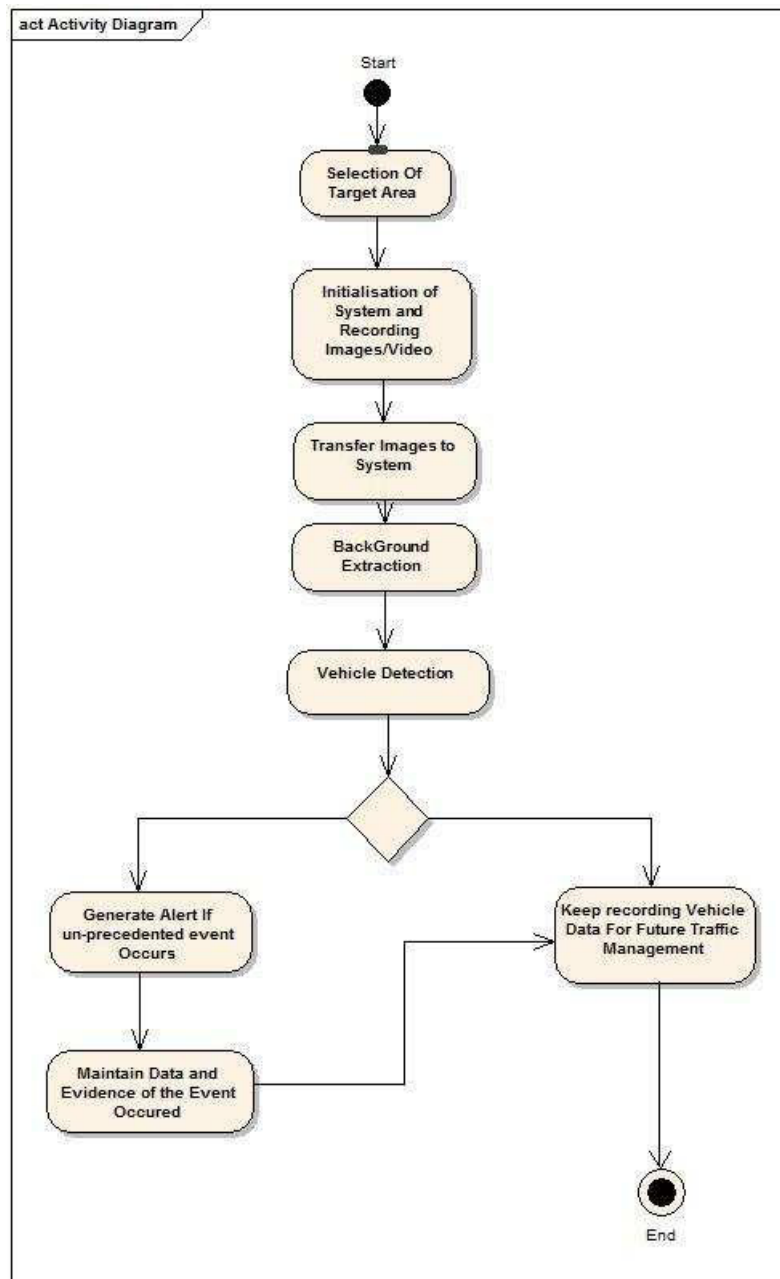 act Activity Diagram
Start
Selection Of
Target Area
Initialisation of
System and
Recording
Images/Video
Transfer Images to
System
BackGround
Extraction
Vehicle Detection
Generate Alert If
un-precedented event
Occurs
Keep recording Vehicle
Data For Future Traffic
Management
Maintain Data and
Evidence of the Event
Occured
End